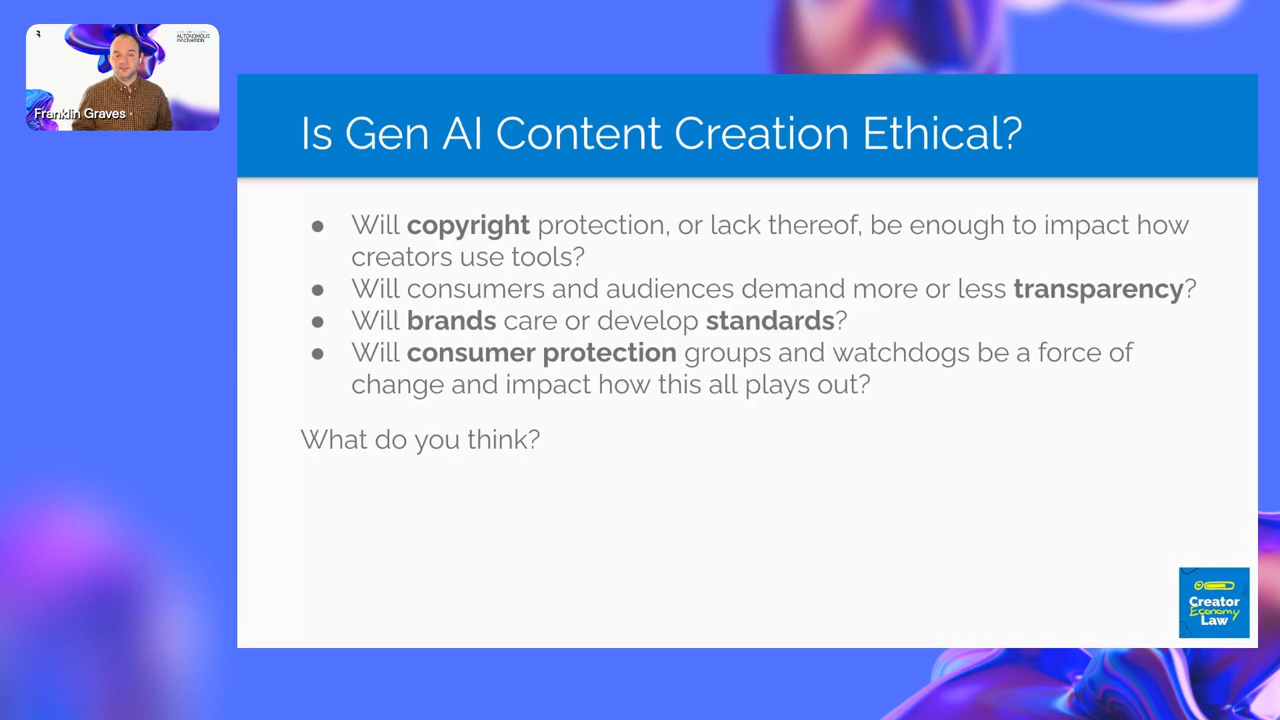 AUTONOMOUS
INNOVATION
Franklin Graves
Is Gen AI Content Creation Ethical?
● Will copyright protection, or lack thereof, be enough to impact how
creators use tools?
● Will consumers and audiences demand more or less transparency?
● Will brands care or develop standards?
● Will consumer protection groups and watchdogs be a force of
change and impact how this all plays out?
What do you think?
Creator
Economy
Law